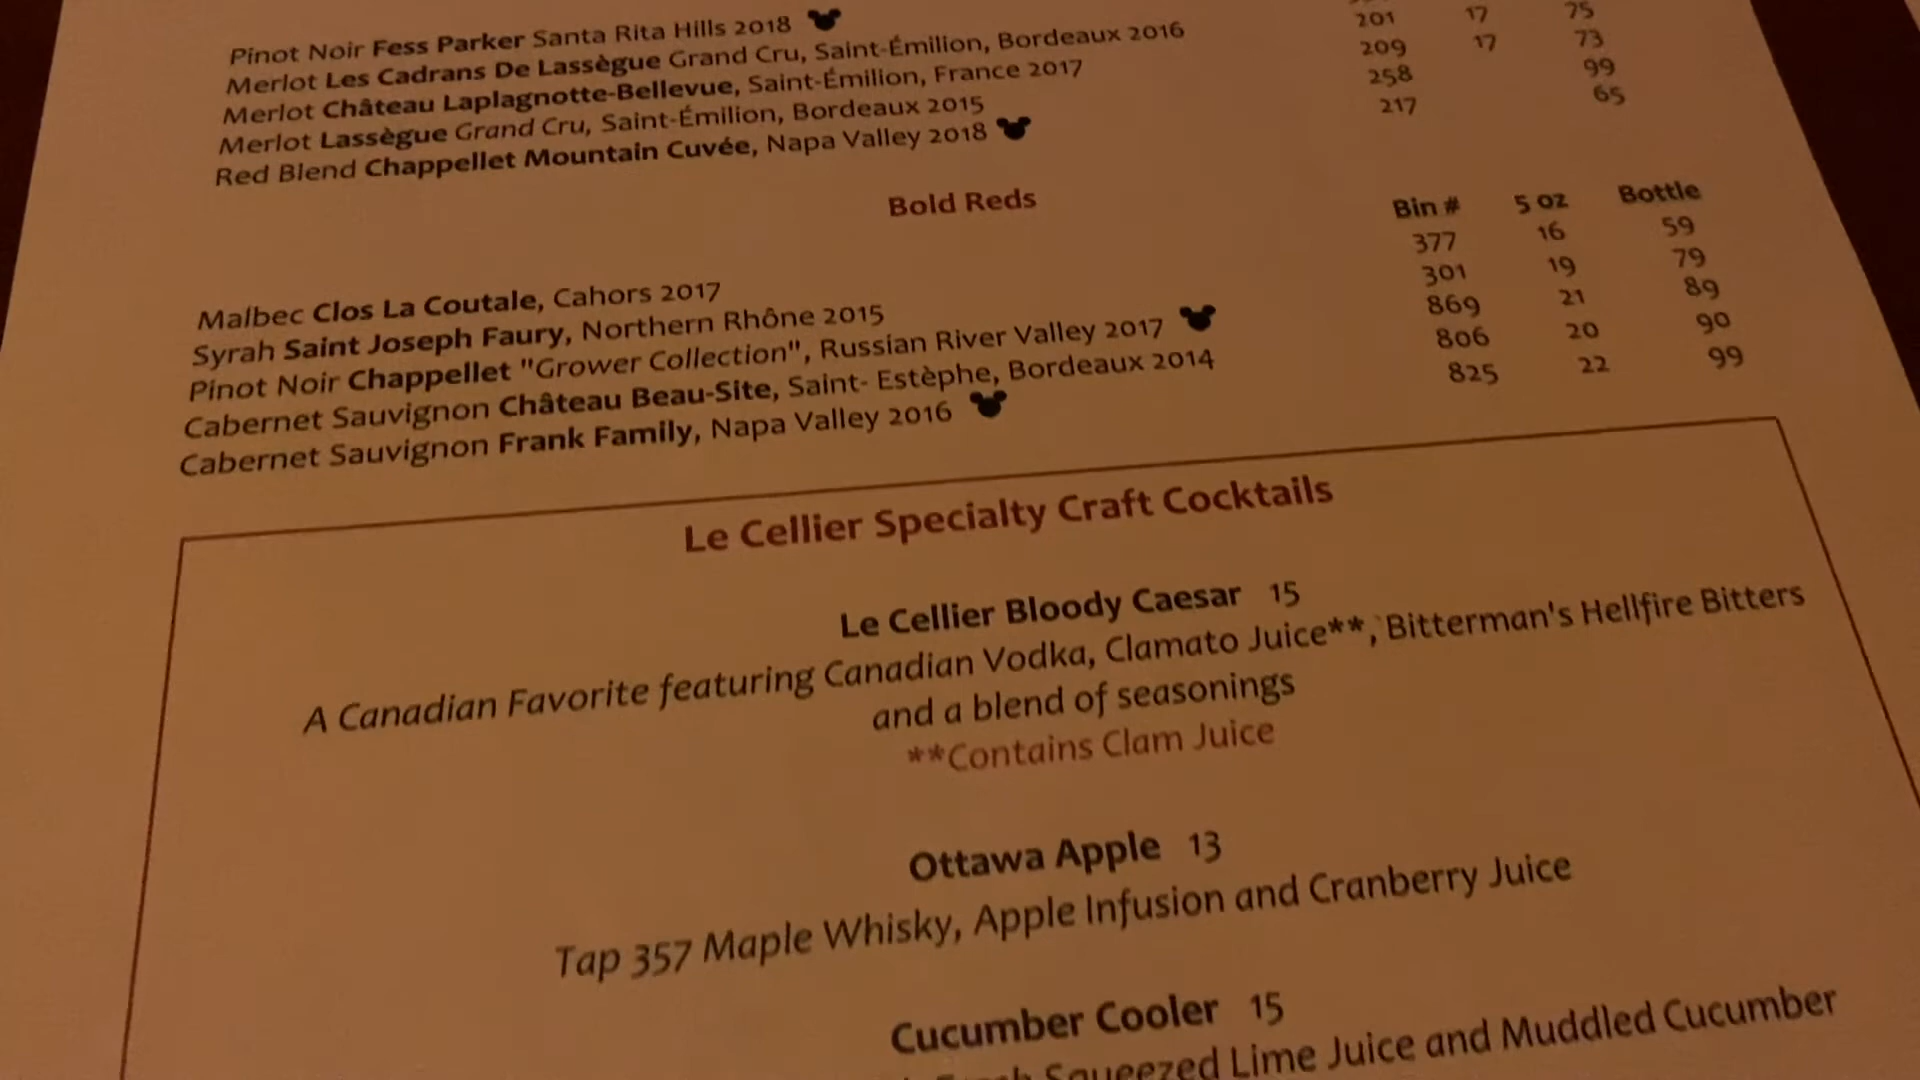 Pinot Noir Fess Parker Santa Rita Hills 2018
Merlot Les Cadrans De Lassègue Grand Cru, Saint-Émilion, Bordeaux 2016 201 17 75
Merlot Château Laplagnotte-Bellevue, Saint-Émilion, France 2017 209 17 73
Merlot Lassègue Grand Cru, Saint-Émilion, Bordeaux 2015 258 99
Red Blend Chappellet Mountain Cuvée, Napa Valley 2018 217 65
Bold Reds Bin # 5 oz Bottle
Malbec Clos La Coutale, Cahors 2017 377 16 59
Syrah Saint Joseph Faury, Northern Rhône 2015 301 19 79
Pinot Noir Chappellet "Grower Collection", Russian River Valley 2017 869 21 89
Cabernet Sauvignon Château Beau-Site, Saint- Estèphe, Bordeaux 2014 806 20 90
Cabernet Sauvignon Frank Family, Napa Valley 2016 825 22 99
Le Cellier Specialty Craft Cocktails
Le Cellier Bloody Caesar 15
A Canadian Favorite featuring Canadian Vodka, Clamato Juice**, Bitterman's Hellfire Bitters
and a blend of seasonings
**Contains Clam Juice
Ottawa Apple 13
Tap 357 Maple Whisky, Apple Infusion and Cranberry Juice
Cucumber Cooler 15
Squeezed Lime Juice and Muddled Cucumber